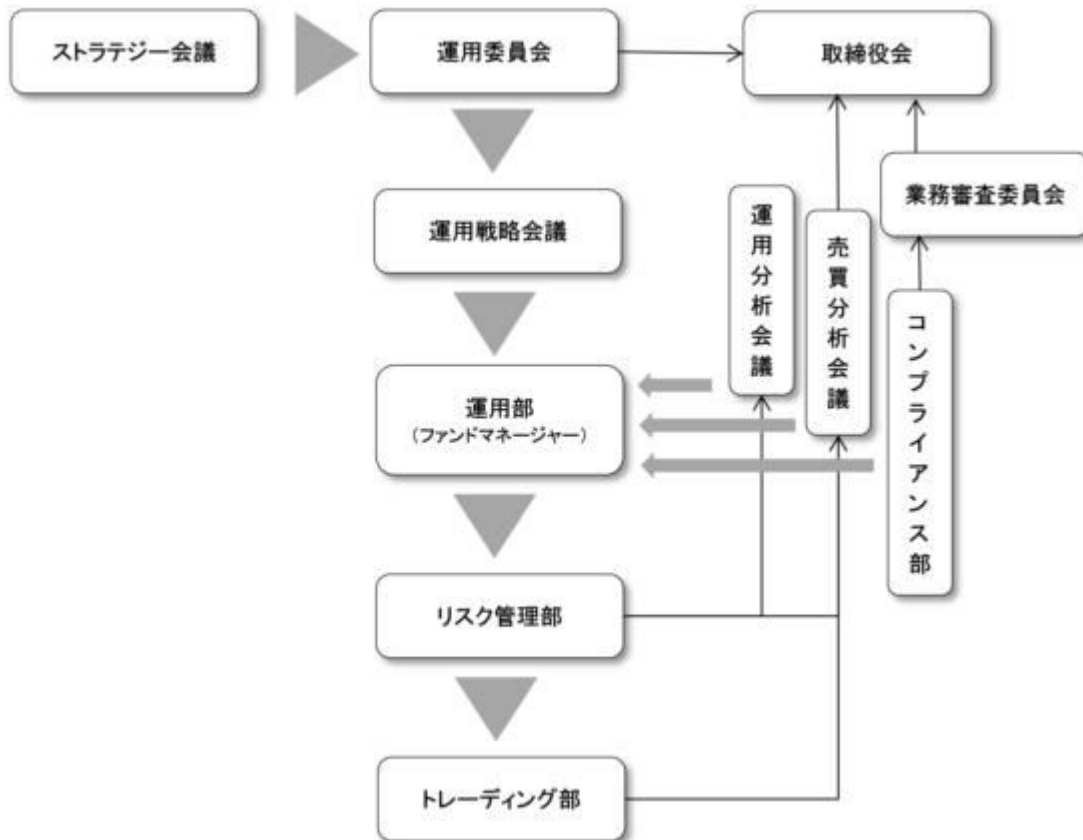 ストラテジー会議
運用委員会
取締役会
業務審査委員会
運用戦略会議
運用分析会議
売買分析会議
コンプライアンス部
運用部
(ファンドマネージャー)
リスク管理部
トレーディング部